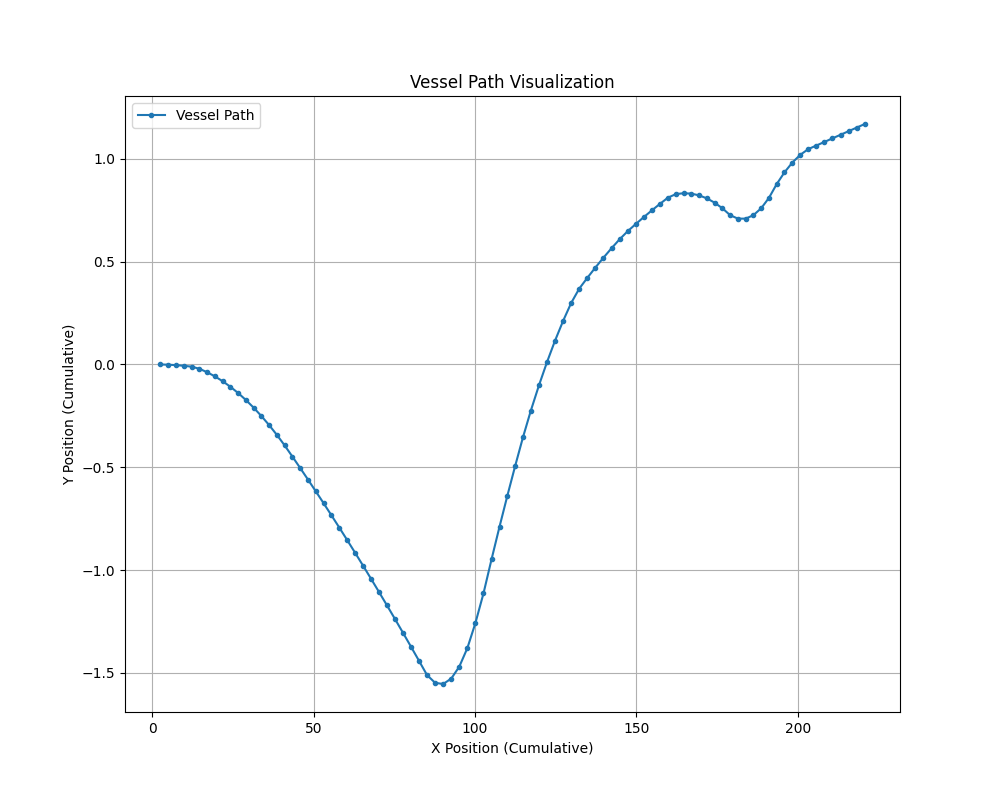 Vessel Path Visualization
Vessel Path
Y Position (Cumulative)
1.0
0.5
0.0
−0.5
−1.0
−1.5
0 50 100 150 200
X Position (Cumulative)